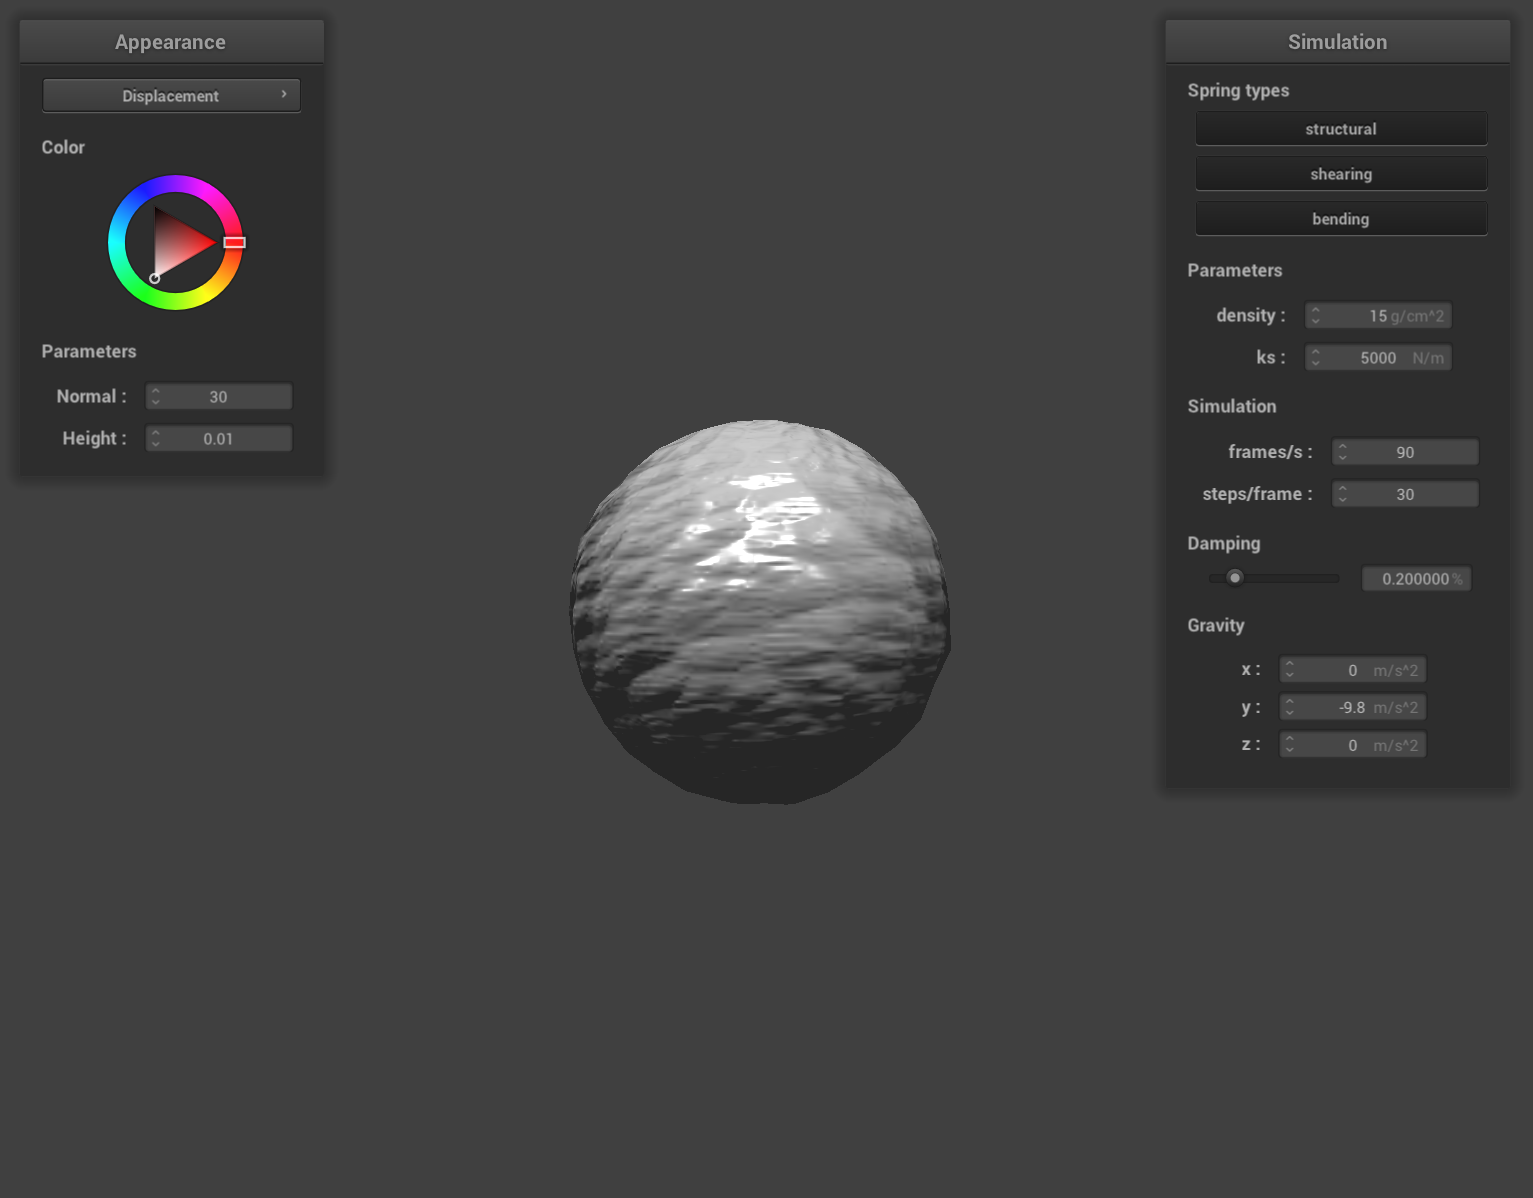 Appearance
Displacement
Color
Parameters
Normal : 30
Height : 0.01
Simulation
Spring types
structural
shearing
bending
Parameters
density : 15 g/cm^2
ks : 5000 N/m
Simulation
frames/s : 90
steps/frame : 30
Damping
0.200000 %
Gravity
x : 0 m/s^2
y : -9.8 m/s^2
z : 0 m/s^2